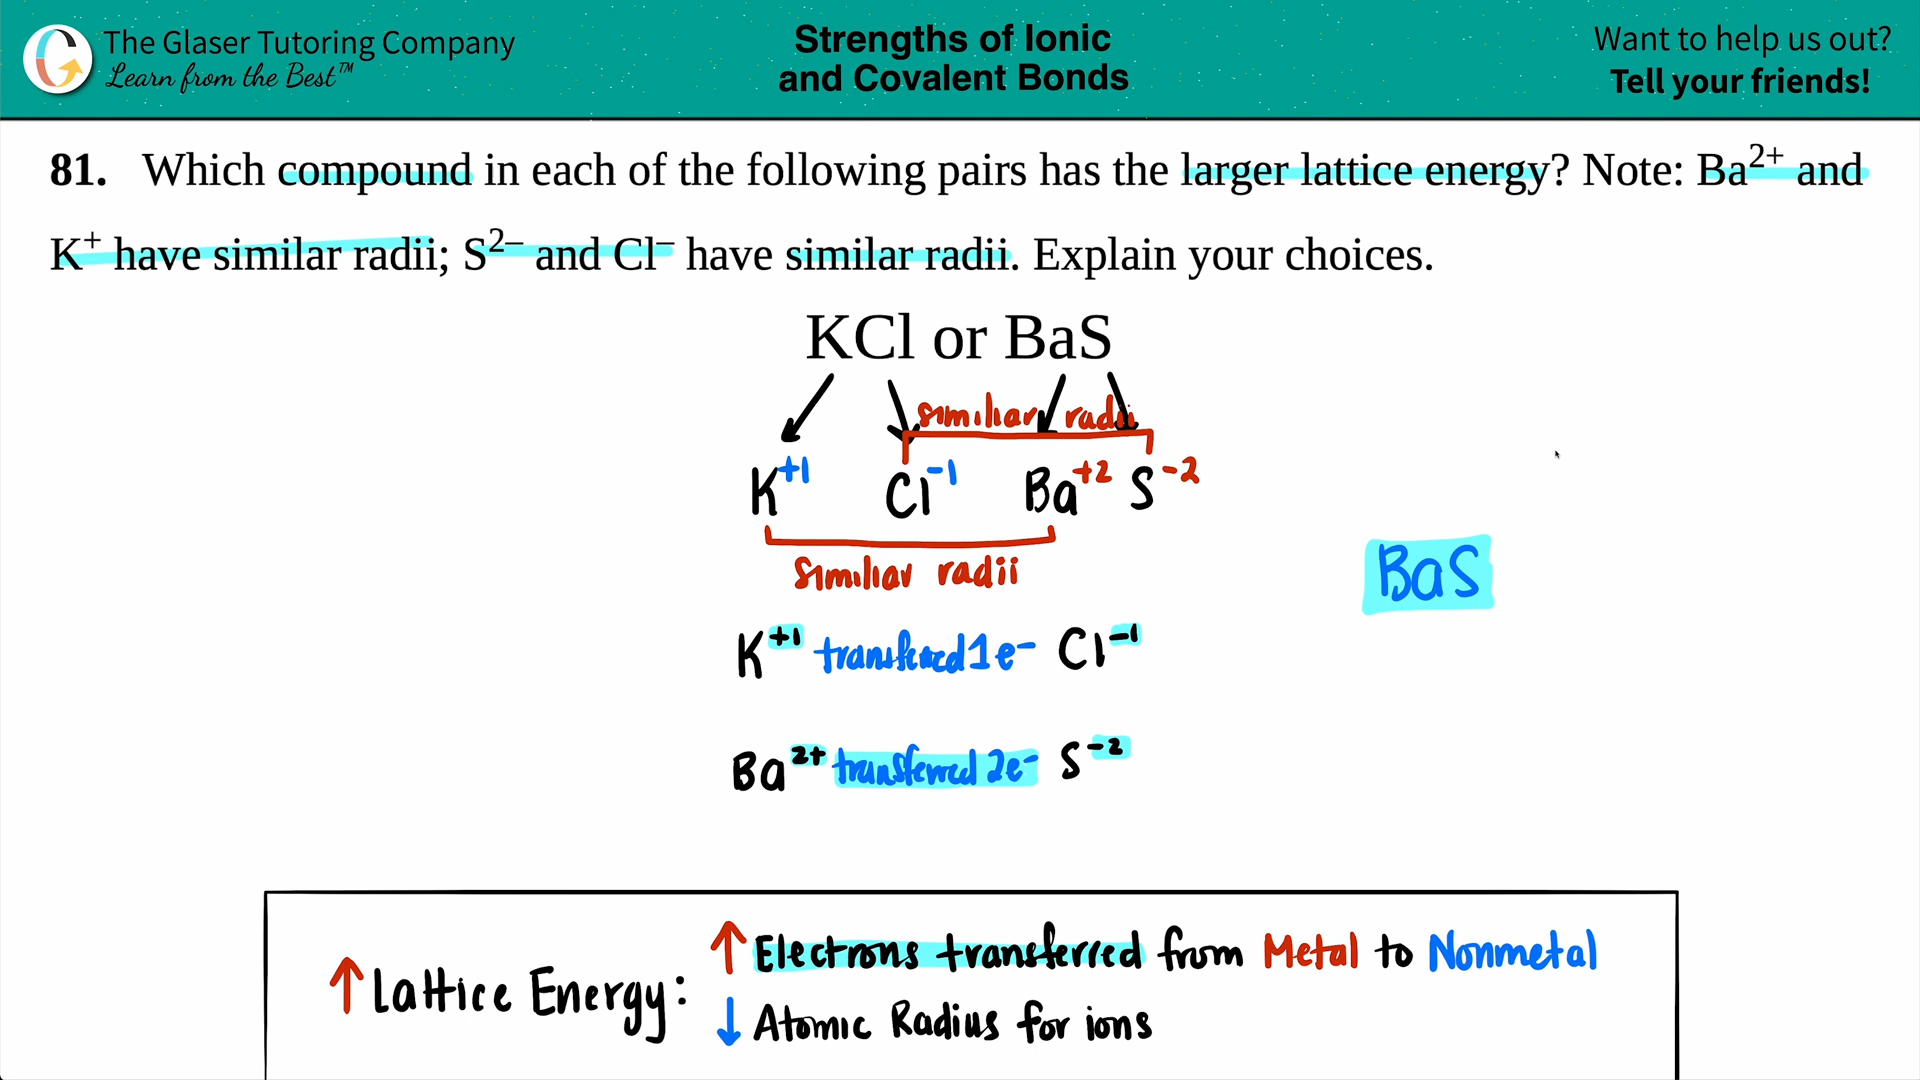 The Glaser Tutoring Company
Learn from the Best™
Strengths of Ionic
and Covalent Bonds
Want to help us out?
Tell your friends!
81. Which compound in each of the following pairs has the larger lattice energy? Note: Ba²⁺ and
K⁺ have similar radii; S²⁻ and Cl⁻ have similar radii. Explain your choices.
KCl or BaS
similiar radii
K⁺¹ Cl⁻¹ Ba⁺² S⁻²
similiar radii
BaS
K⁺¹ transferred 1e⁻ Cl⁻¹
Ba²⁺ transferred 2e⁻ S⁻²
↑ Lattice Energy:
↑ Electrons transferred from Metal to Nonmetal
↓ Atomic Radius for ions